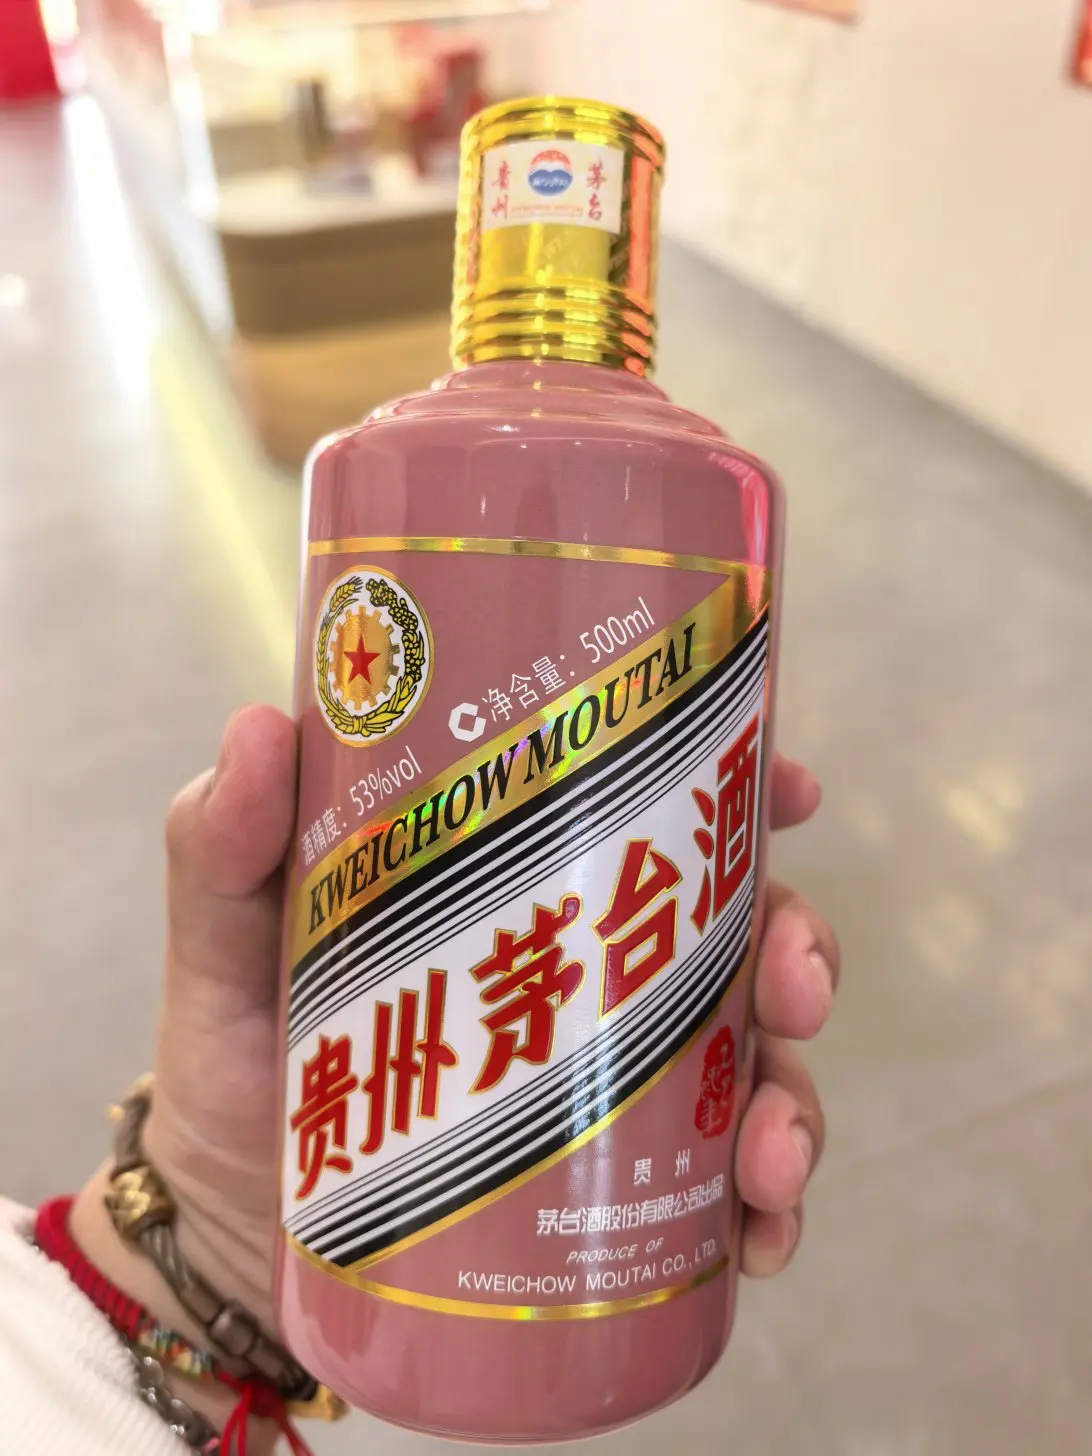 贵州 茅台
MOUTAI
净含量：500ml
酒精度：53%vol
KWEICHOW MOUTAI
贵州茅台酒
贵州
茅台酒股份有限公司出品
PRODUCE OF
KWEICHOW MOUTAI CO., LTD.